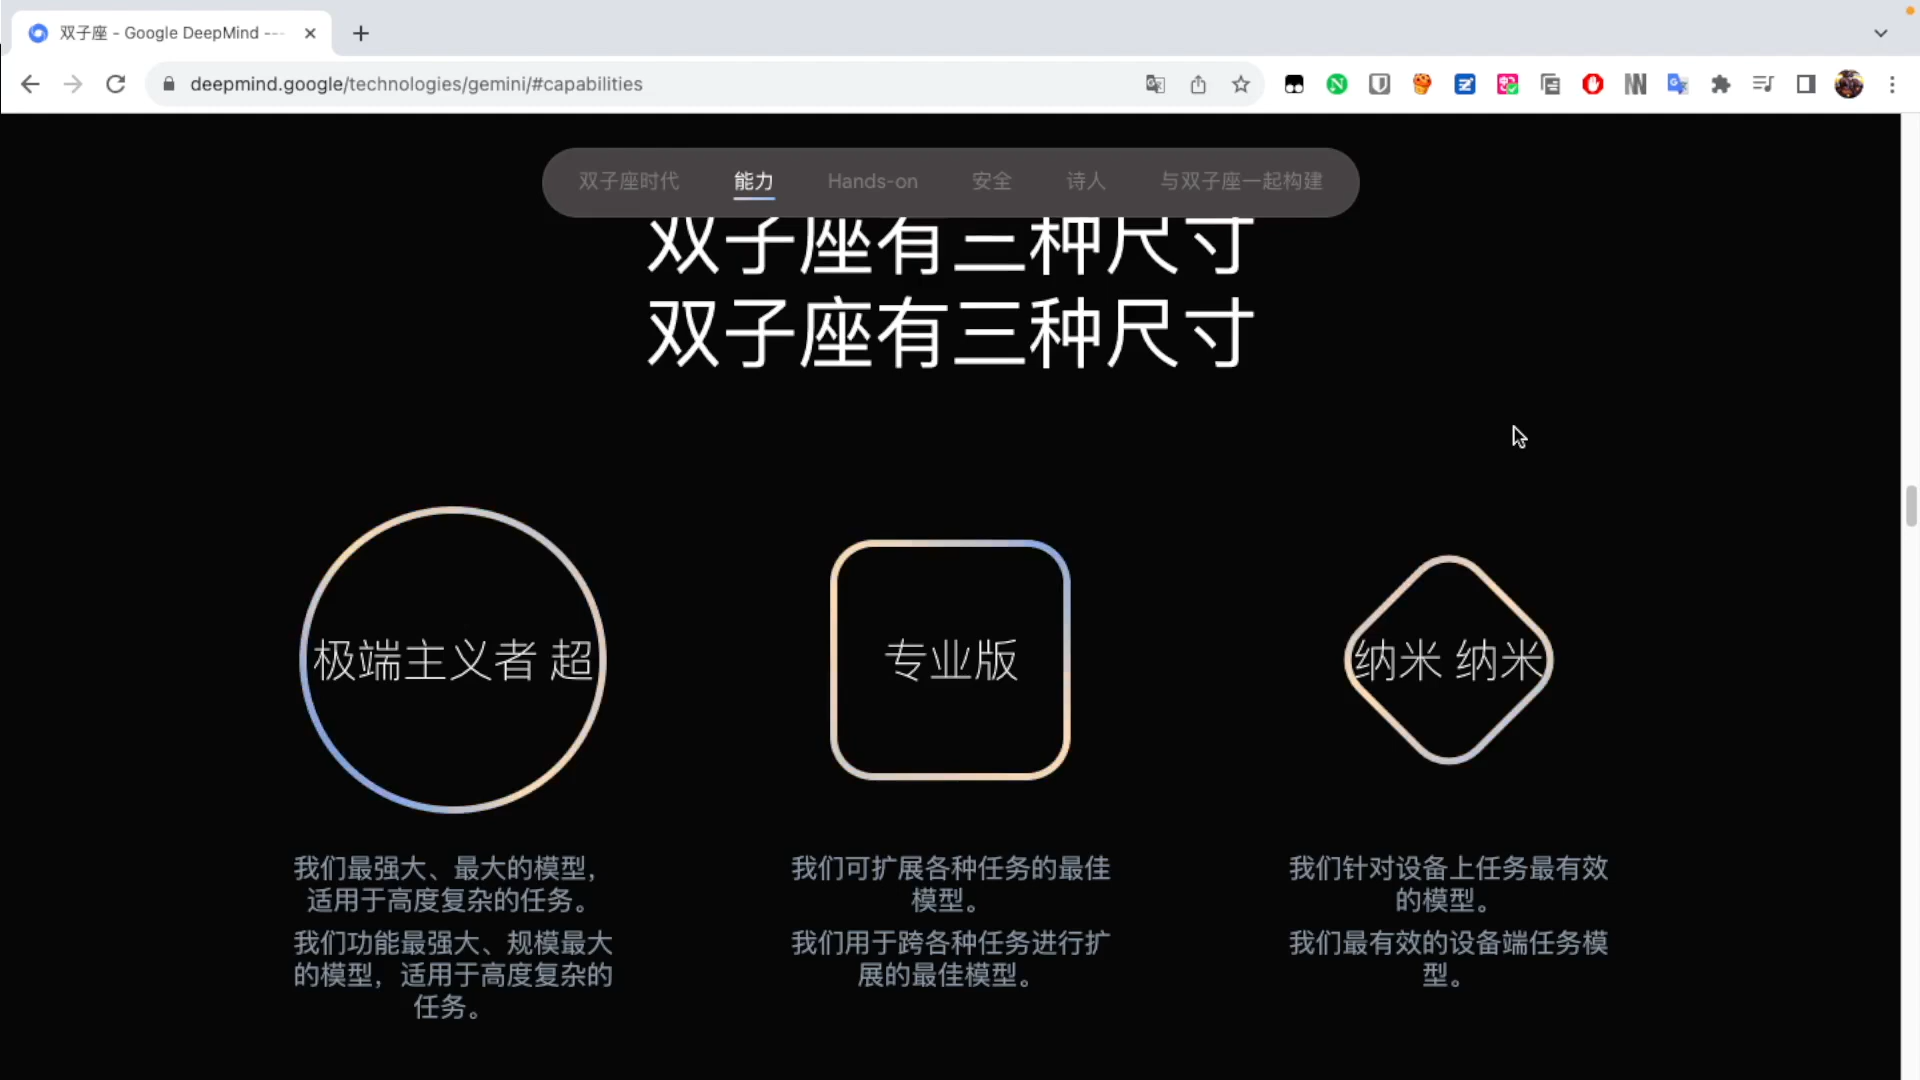 双子座 - Google DeepMind ---
deepmind.google/technologies/gemini/#capabilities
双子座时代 能力 Hands-on 安全 诗人 与双子座一起构建
双子座有三种尺寸
双子座有三种尺寸
极端主义者 超
专业版
纳米 纳米
我们最强大、最大的模型，
适用于高度复杂的任务。
我们功能最强大、规模最大
的模型，适用于高度复杂的
任务。
我们可扩展各种任务的最佳
模型。
我们用于跨各种任务进行扩
展的最佳模型。
我们针对设备上任务最有效
的模型。
我们最有效的设备端任务模
型。